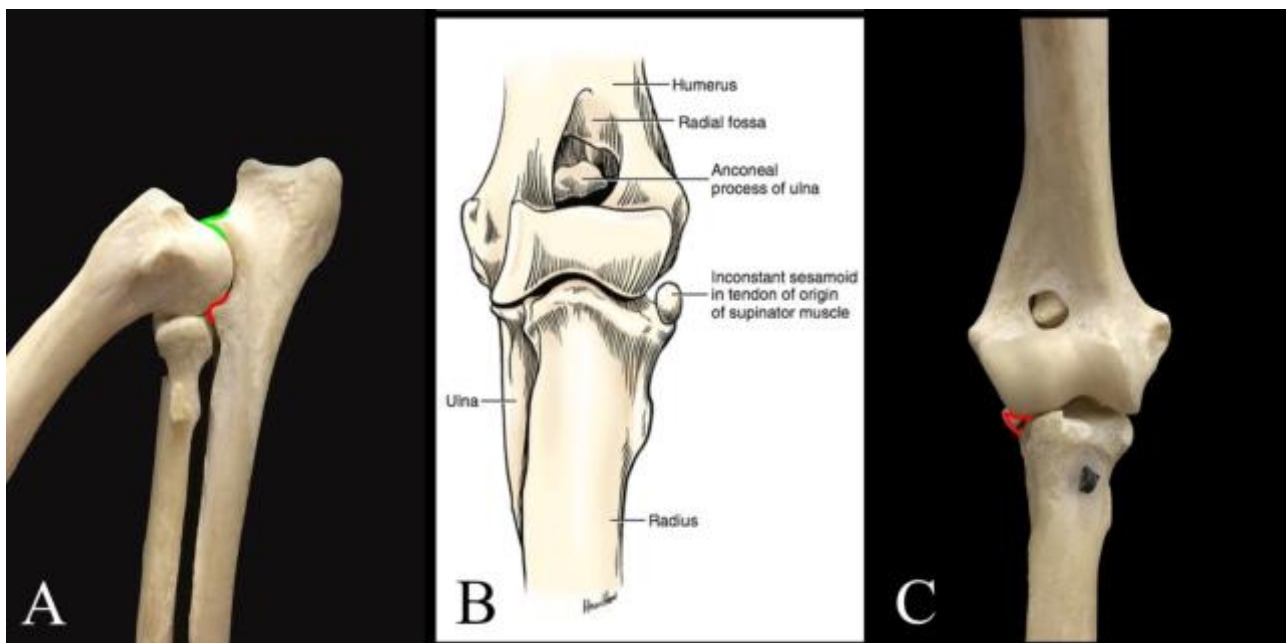 Humerus
Radial fossa
Anconeal
process of ulna
Inconstant sesamoid
in tendon of origin
of supinator muscle
Ulna
Radius
A
B
C